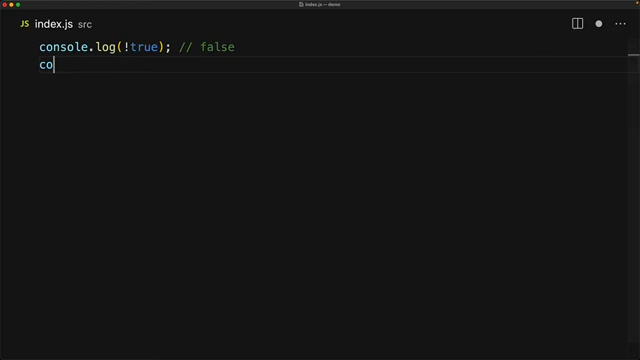 index.js — demo
JS index.js src
console.log(!true); // false
co